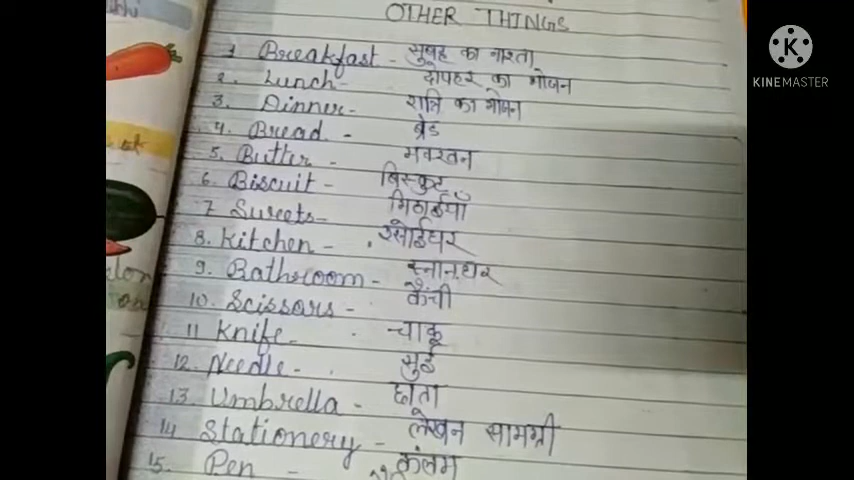 OTHER THINGS
1 Breakfast - सुबह का नाश्ता
2. Lunch - दोपहर का भोजन
3. Dinner - रात्रि का भोजन
4. Bread - ब्रेड
5. Butter - मक्खन
6. Biscuit - बिस्कुट
7 Sweets - मिठाईयाँ
8. Kitchen - रसोईघर
9. Bathroom - स्नानघर
10. Scissors - कैंची
11 Knife - चाकू
12. Needle - सुई
13 Umbrella - छाता
14 Stationery - लेखन सामग्री
15. Pen - कलम
K
KINEMASTER